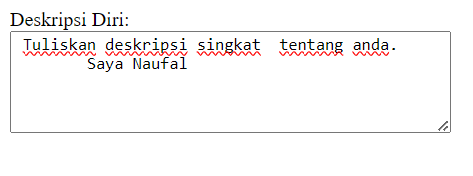 Deskripsi Diri:
Tuliskan deskripsi singkat  tentang anda.
Saya Naufal